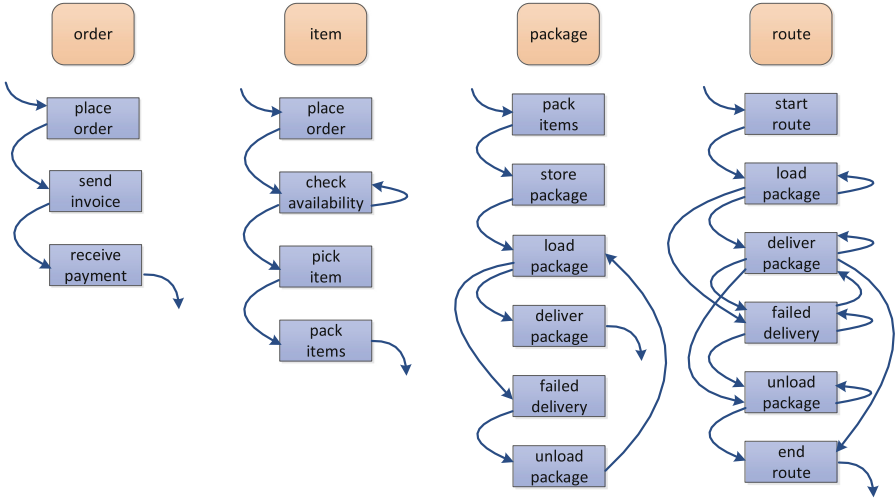 order
place
order
send
invoice
receive
payment
item
place
order
check
availability
pick
item
pack
items
package
pack
items
store
package
load
package
deliver
package
failed
delivery
unload
package
route
start
route
load
package
deliver
package
failed
delivery
unload
package
end
route